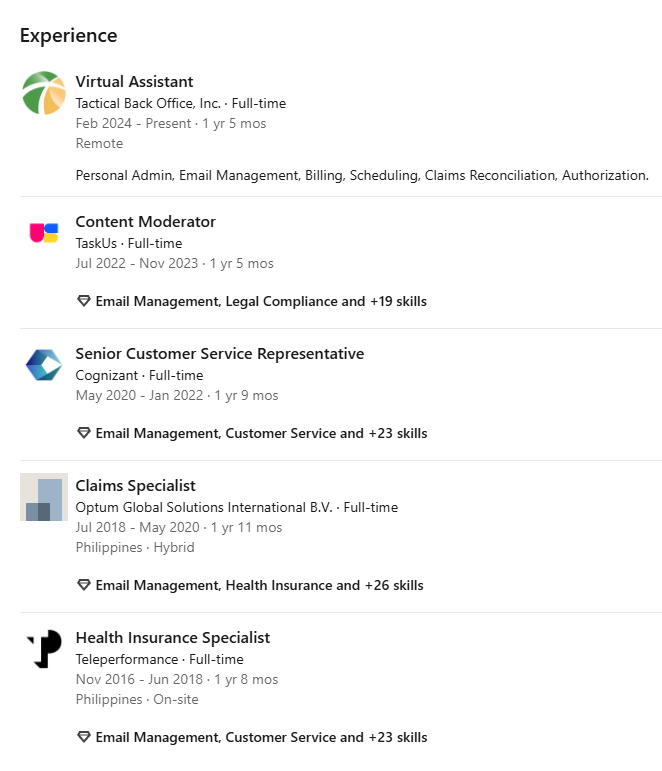 Experience
Virtual Assistant
Tactical Back Office, Inc. · Full-time
Feb 2024 - Present · 1 yr 5 mos
Remote
Personal Admin, Email Management, Billing, Scheduling, Claims Reconciliation, Authorization.
Content Moderator
TaskUs · Full-time
Jul 2022 - Nov 2023 · 1 yr 5 mos
Email Management, Legal Compliance and +19 skills
Senior Customer Service Representative
Cognizant · Full-time
May 2020 - Jan 2022 · 1 yr 9 mos
Email Management, Customer Service and +23 skills
Claims Specialist
Optum Global Solutions International B.V. · Full-time
Jul 2018 - May 2020 · 1 yr 11 mos
Philippines · Hybrid
Email Management, Health Insurance and +26 skills
Health Insurance Specialist
Teleperformance · Full-time
Nov 2016 - Jun 2018 · 1 yr 8 mos
Philippines · On-site
Email Management, Customer Service and +23 skills